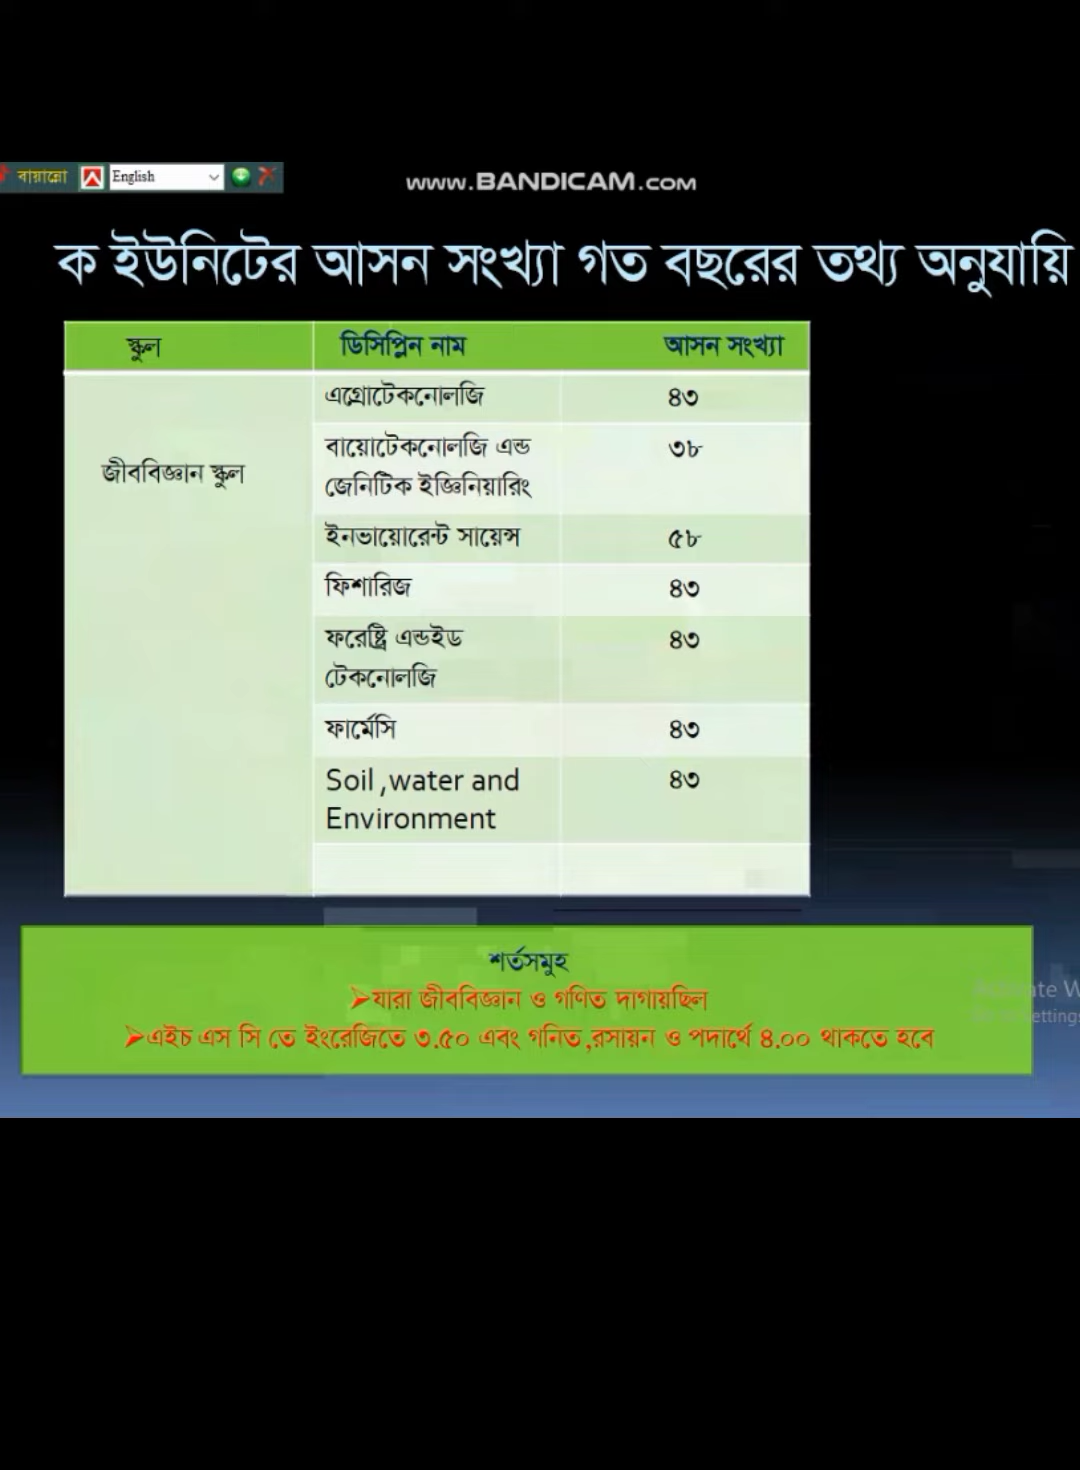 বায়ান্নো English
www.BANDICAM.com
ক ইউনিটের আসন সংখ্যা গত বছরের তথ্য অনুযায়ি
স্কুল ডিসিপ্লিন নাম আসন সংখ্যা
এগ্রোটেকনোলজি ৪৩
জীববিজ্ঞান স্কুল
বায়োটেকনোলজি এন্ড ৩৮
জেনিটিক ইজ্ঞিনিয়ারিং
ইনভায়োরেন্ট সায়েন্স ৫৮
ফিশারিজ ৪৩
ফরেষ্ট্রি এন্ডইড ৪৩
টেকনোলজি
ফার্মেসি ৪৩
Soil ,water and ৪৩
Environment
শর্তসমুহ
➢যারা জীববিজ্ঞান ও গণিত দাগায়ছিল
➢এইচ এস সি তে ইংরেজিতে ৩.৫০ এবং গনিত,রসায়ন ও পদার্থে ৪.০০ থাকতে হবে